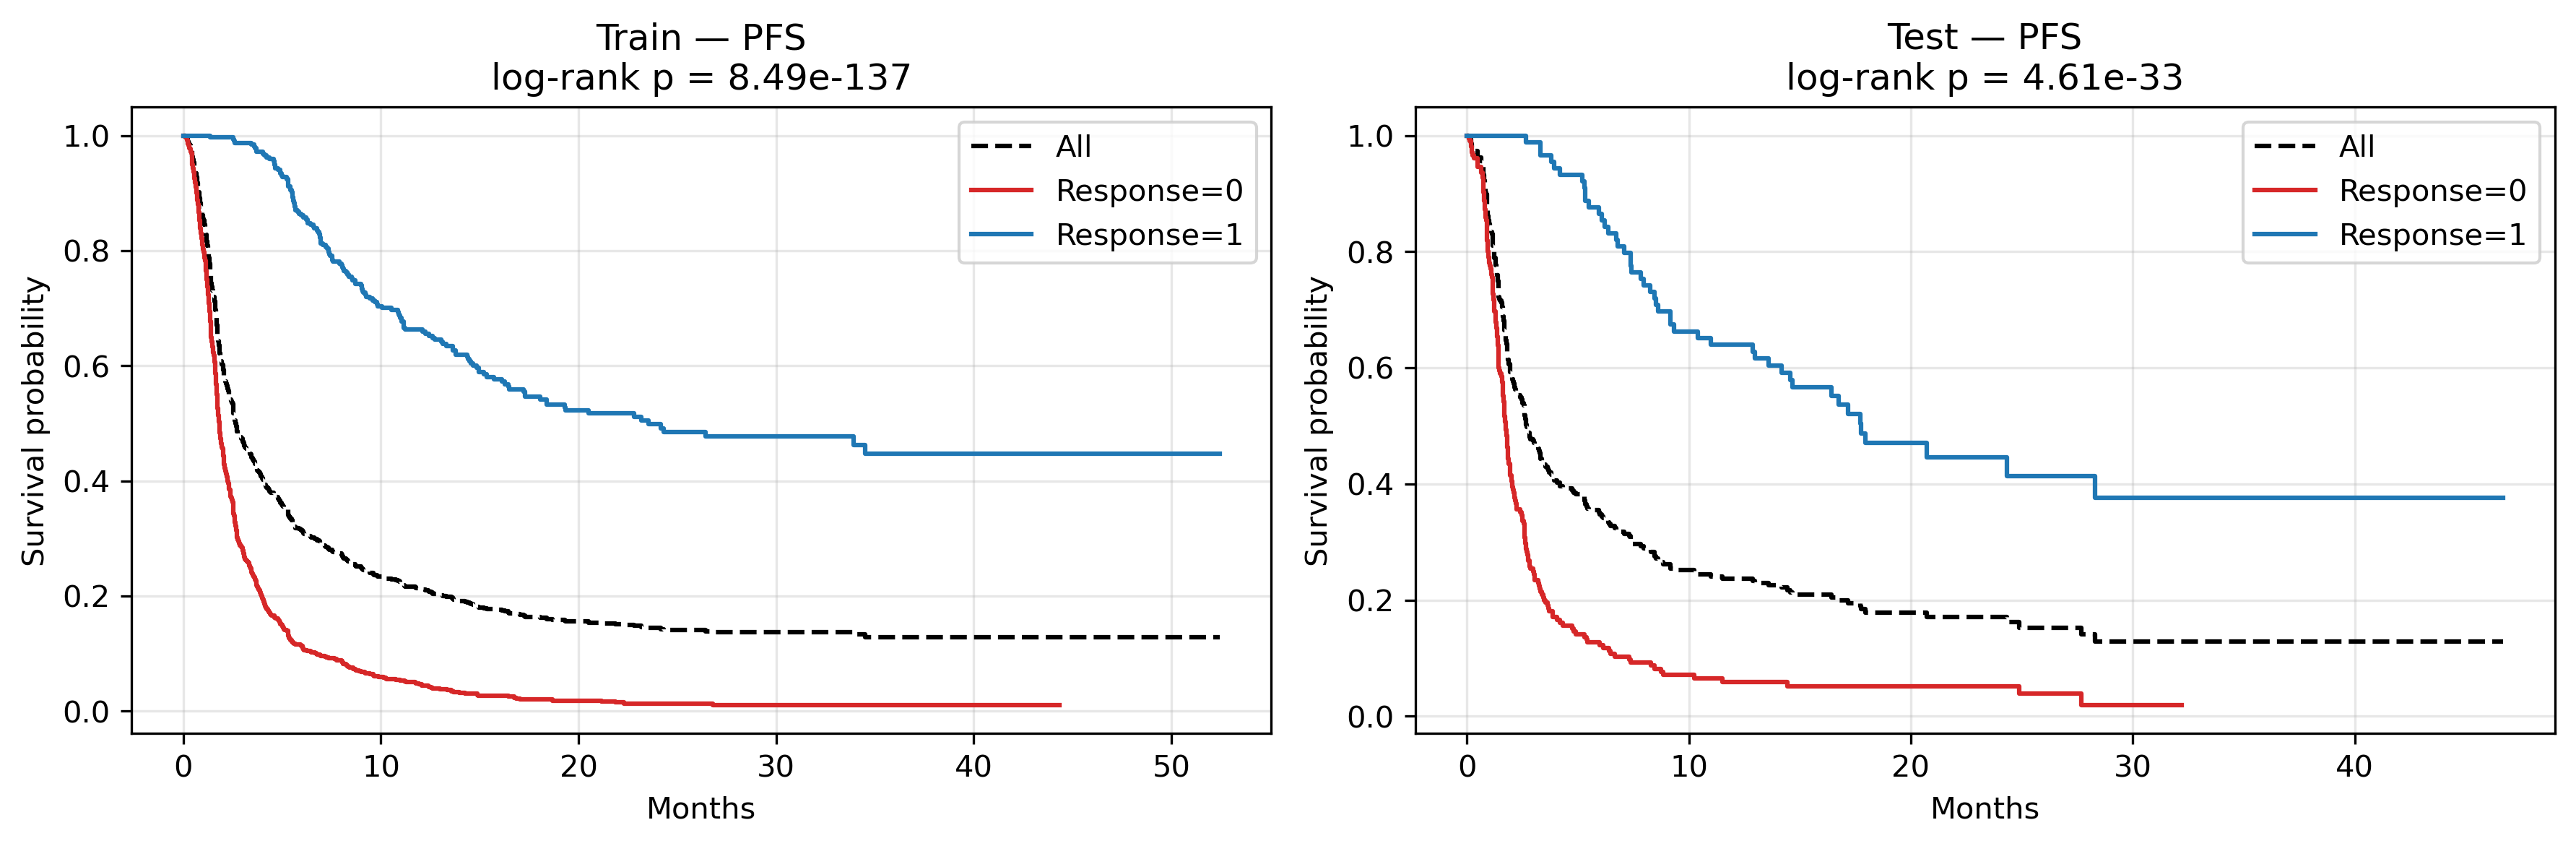 Train — PFS
log-rank p = 8.49e-137
Survival probability
1.0
0.8
0.6
0.4
0.2
0.0
0 10 20 30 40 50
Months
All
Response=0
Response=1
Test — PFS
log-rank p = 4.61e-33
Survival probability
1.0
0.8
0.6
0.4
0.2
0.0
0 10 20 30 40
Months
All
Response=0
Response=1